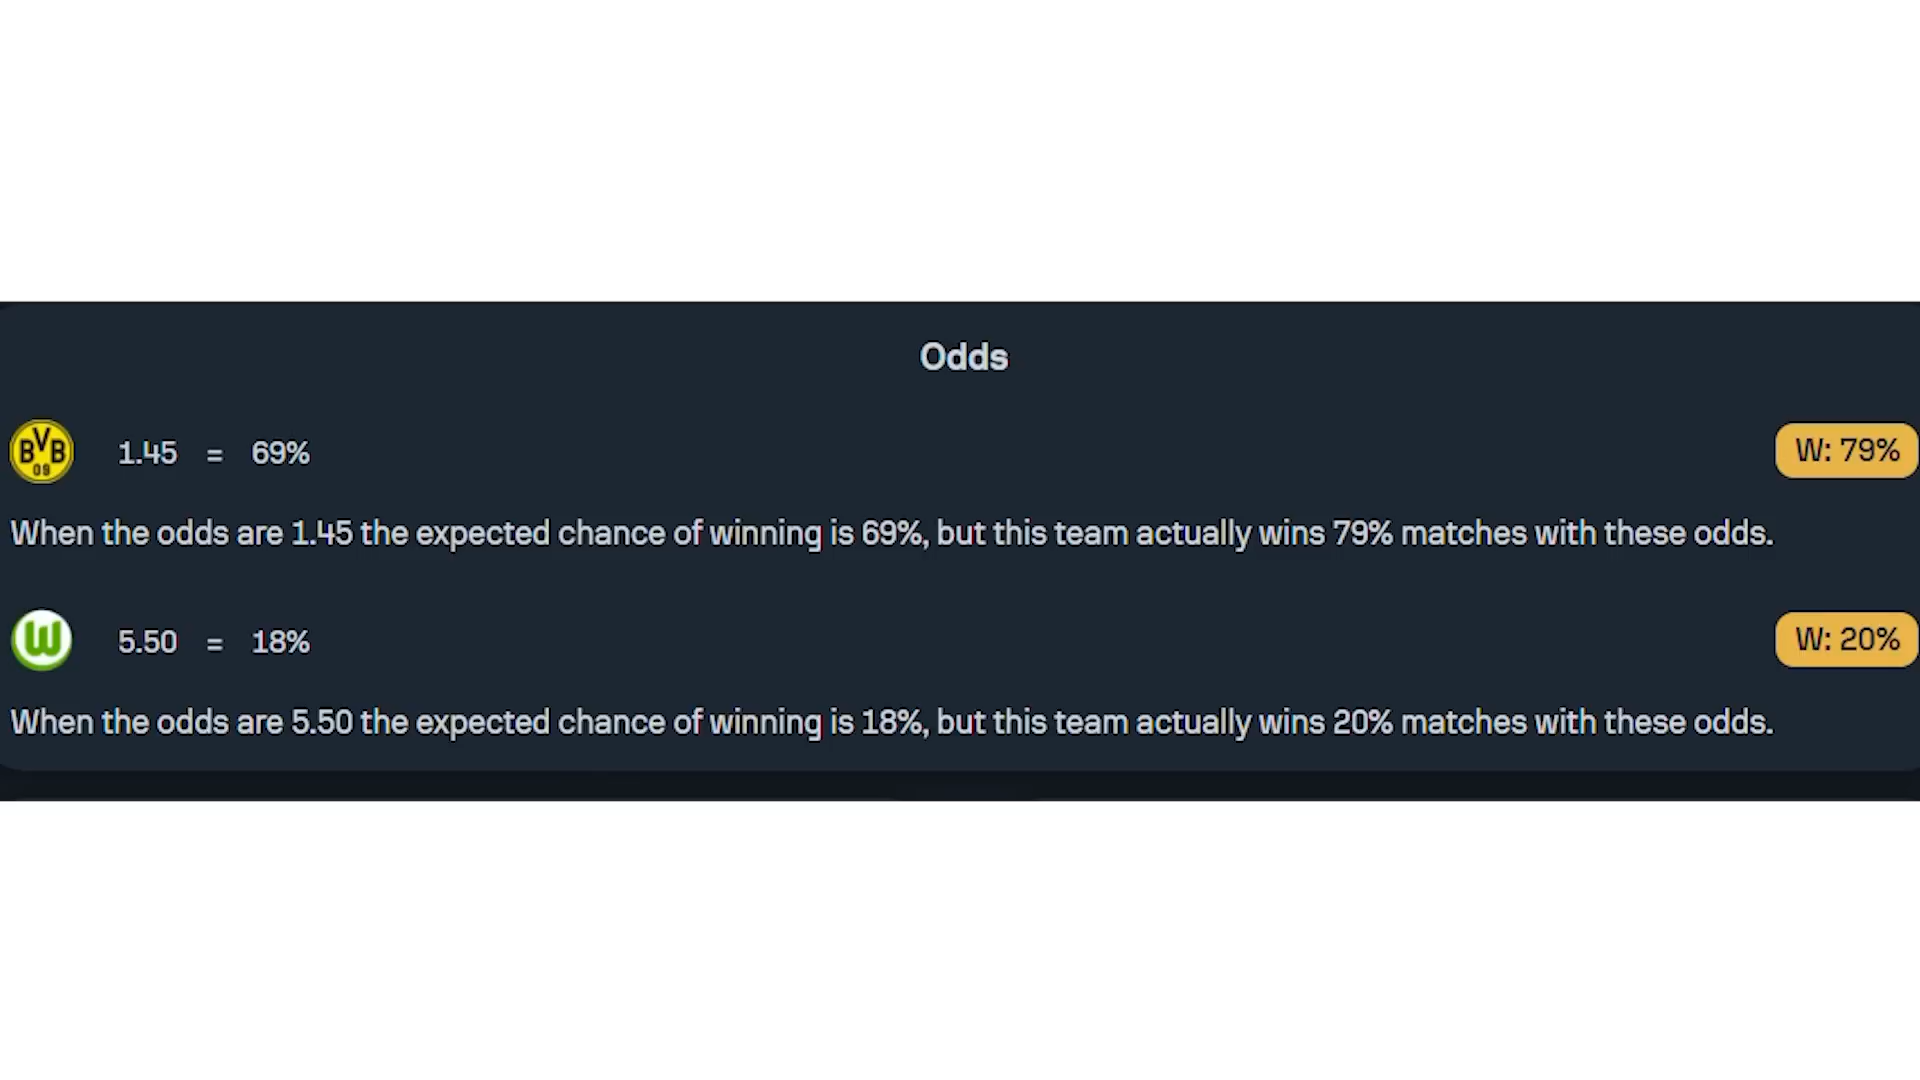 Odds
BVB 09 1.45 = 69% W: 79%
When the odds are 1.45 the expected chance of winning is 69%, but this team actually wins 79% matches with these odds.
W 5.50 = 18% W: 20%
When the odds are 5.50 the expected chance of winning is 18%, but this team actually wins 20% matches with these odds.